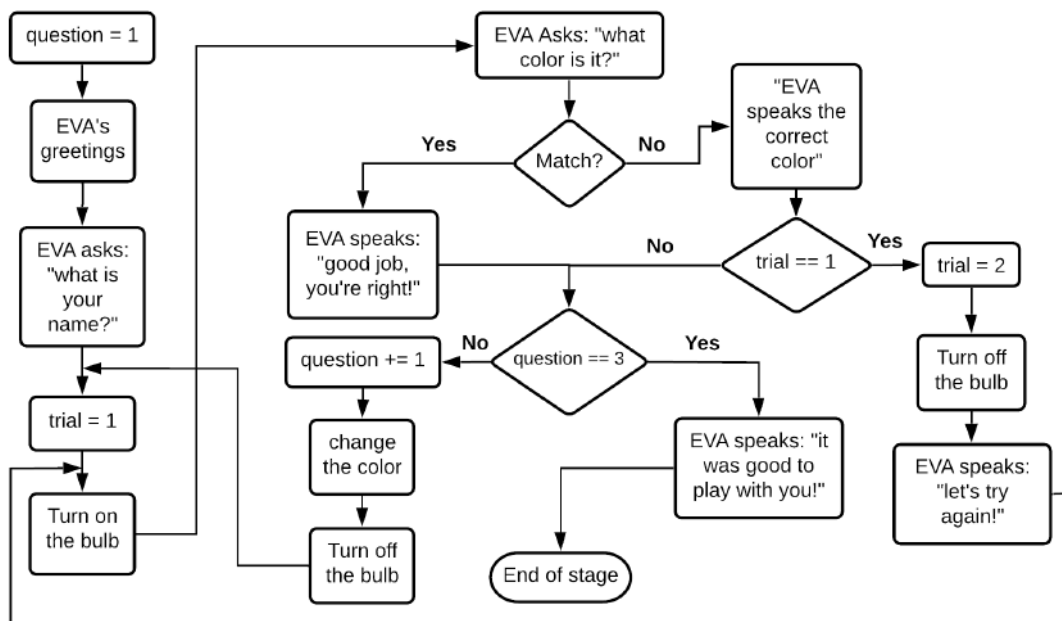 question = 1
EVA's
greetings
EVA asks:
"what is
your
name?"
trial = 1
Turn on
the bulb
EVA Asks: "what
color is it?"
Match?
Yes
No
EVA speaks:
"good job,
you're right!"
"EVA
speaks the
correct
color"
trial == 1
No
Yes
trial = 2
Turn off
the bulb
EVA speaks:
"let's try
again!"
question == 3
No
Yes
question += 1
change
the color
Turn off
the bulb
EVA speaks: "it
was good to
play with you!"
End of stage